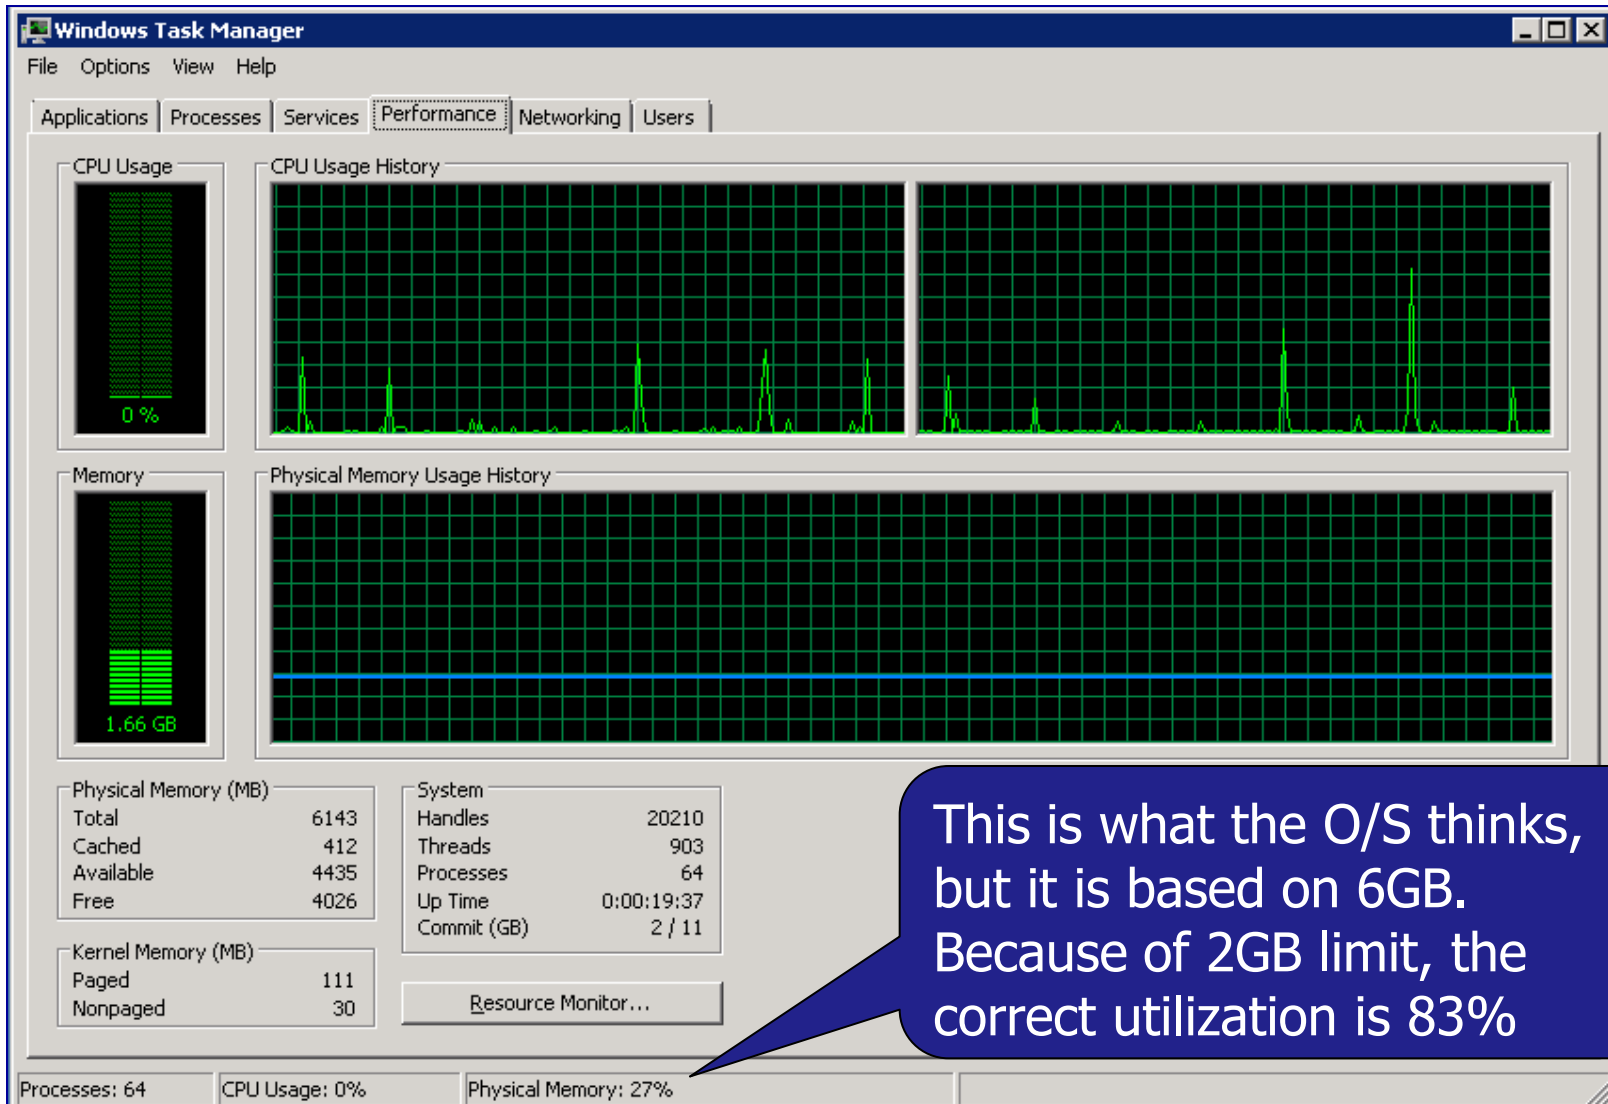 Windows Task Manager
File Options View Help
Applications Processes Services Performance Networking Users
CPU Usage
0 %
CPU Usage History
Memory
1.66 GB
Physical Memory Usage History
Physical Memory (MB)
Total 6143
Cached 412
Available 4435
Free 4026
Kernel Memory (MB)
Paged 111
Nonpaged 30
System
Handles 20210
Threads 903
Processes 64
Up Time 0:00:19:37
Commit (GB) 2 / 11
Resource Monitor...
This is what the O/S thinks,
but it is based on 6GB.
Because of 2GB limit, the
correct utilization is 83%
Processes: 64 CPU Usage: 0% Physical Memory: 27%